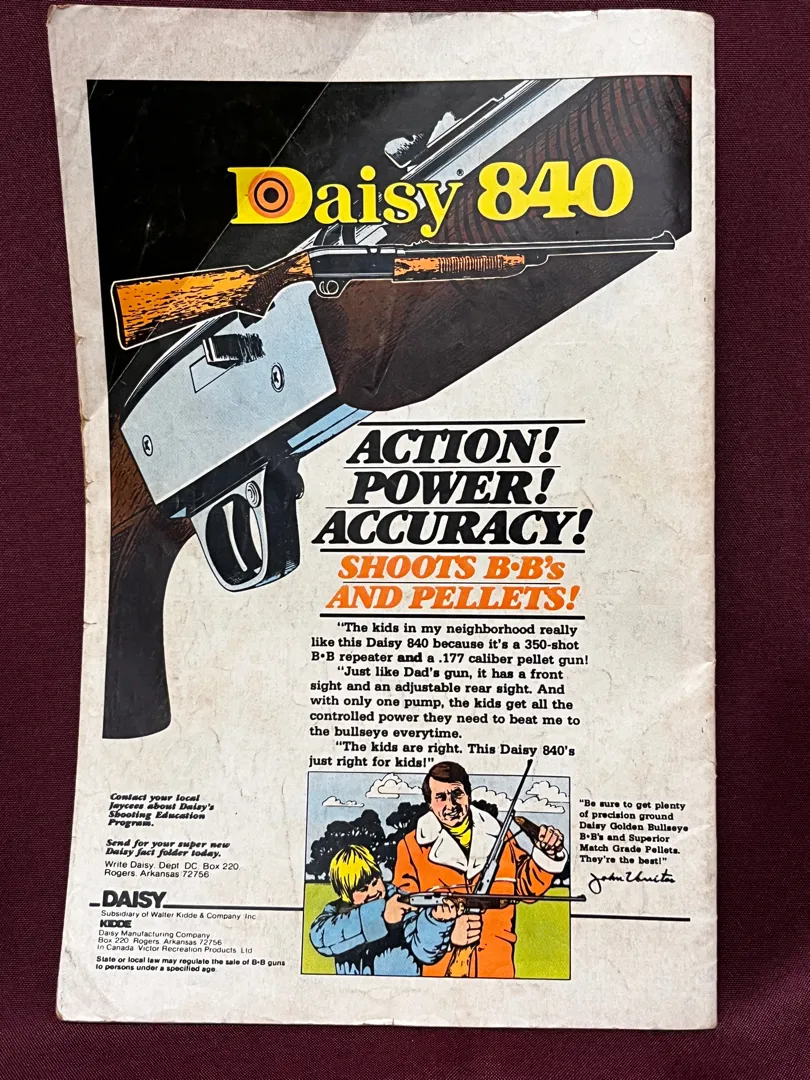 Daisy® 840
ACTION!
POWER!
ACCURACY!
SHOOTS B•B's
AND PELLETS!
"The kids in my neighborhood really
like this Daisy 840 because it's a 350-shot
B•B repeater and a .177 caliber pellet gun!
"Just like Dad's gun, it has a front
sight and an adjustable rear sight. And
with only one pump, the kids get all the
controlled power they need to beat me to
the bullseye everytime.
"The kids are right. This Daisy 840's
just right for kids!"
Contact your local
Jaycees about Daisy's
Shooting Education
Program.
Send for your super new
Daisy fact folder today.
Write Daisy. Dept DC Box 220
Rogers, Arkansas 72756
DAISY
Subsidiary of Walter Kidde & Company Inc
KIDDE
Daisy Manufacturing Company
Box 220 Rogers, Arkansas 72756
In Canada Victor Recreation Products Ltd
State or local law may regulate the sale of B•B guns
to persons under a specified age
"Be sure to get plenty
of precision ground
Daisy Golden Bullseye
B•B's and Superior
Match Grade Pellets.
They're the best!"
John Unitas